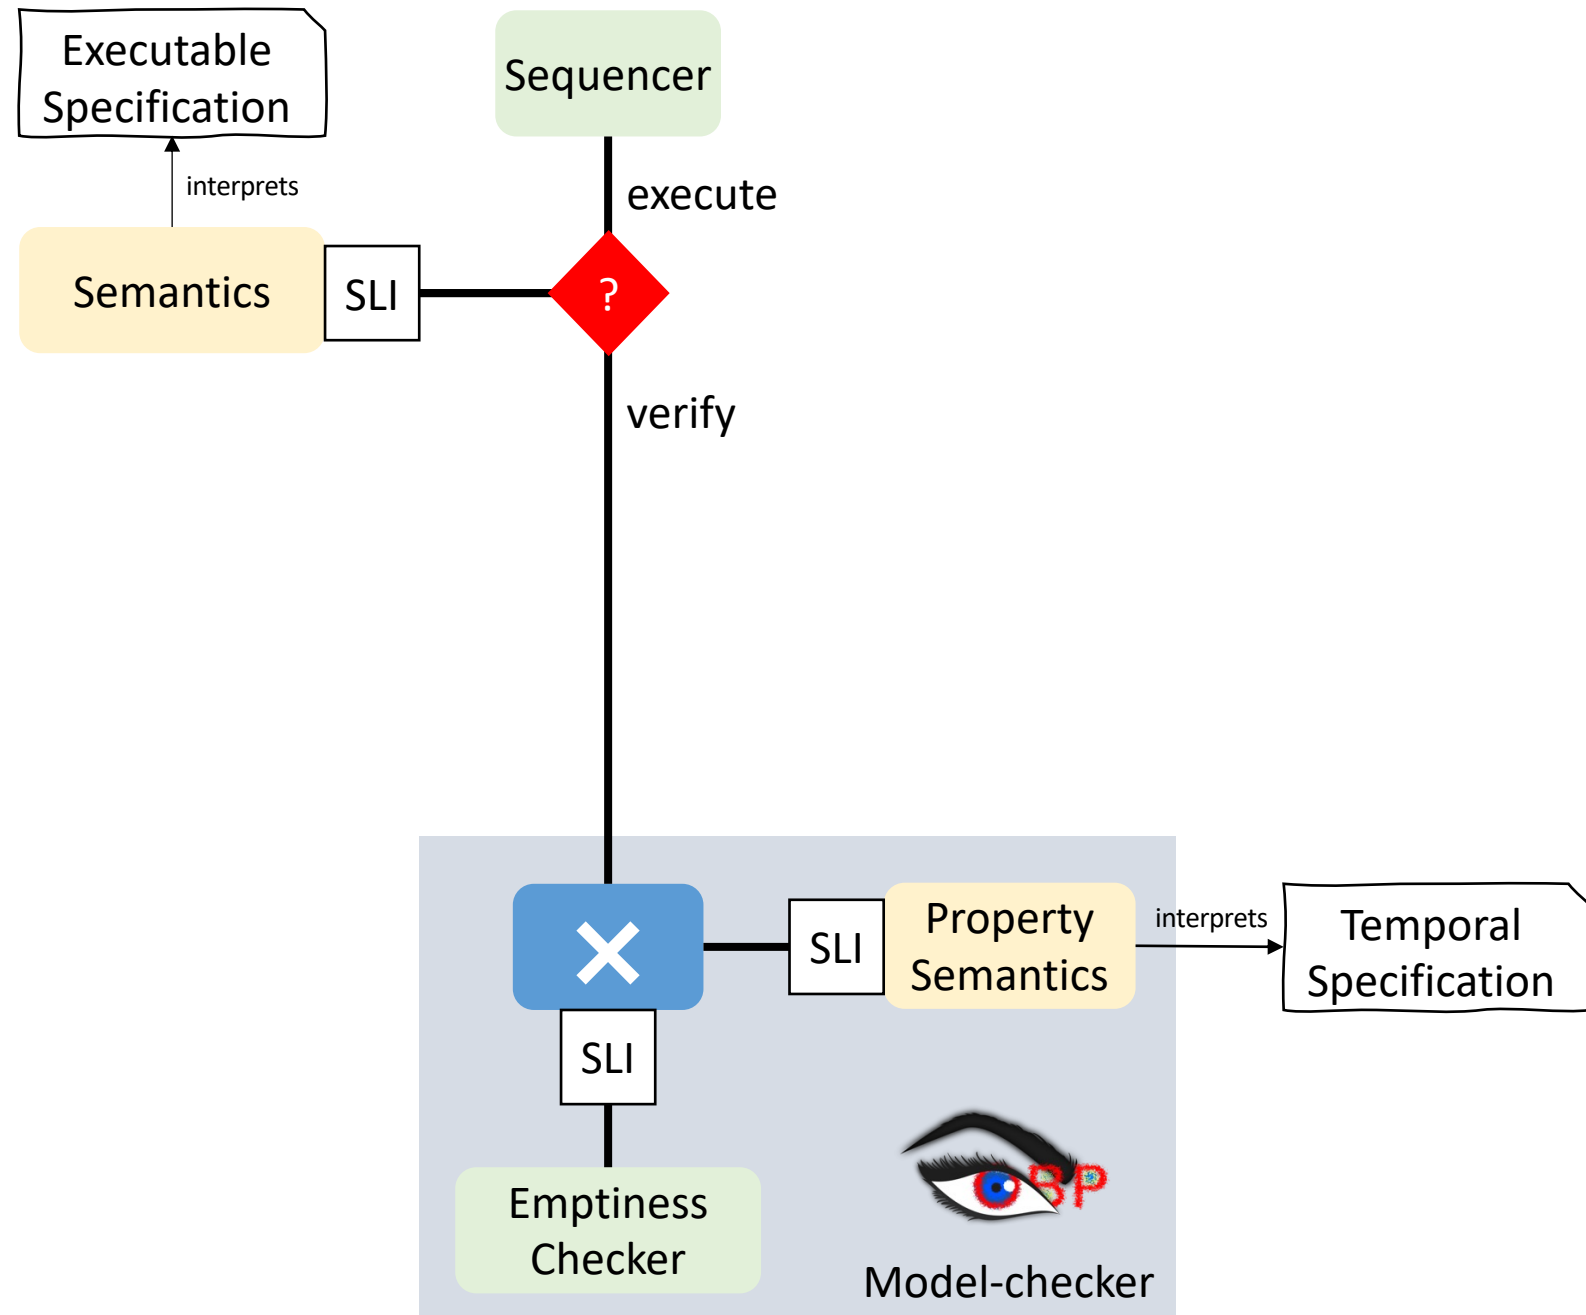 Executable
Specification
Sequencer
interprets
execute
Semantics
SLI
?
verify
Property
Semantics
SLI
interprets
Temporal
Specification
SLI
BP
Emptiness
Checker
Model-checker